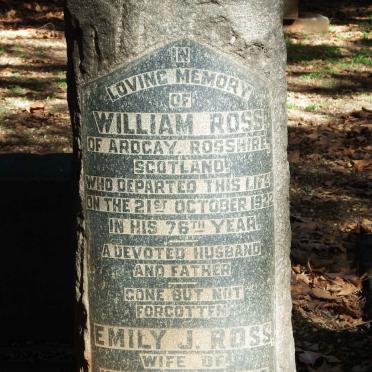 IN
LOVING MEMORY
OF
WILLIAM ROSS
OF ARDGAY, ROSSHIRE,
SCOTLAND.
WHO DEPARTED THIS LIFE
ON THE 21ST OCTOBER 1932
IN HIS 76TH YEAR
A DEVOTED HUSBAND
AND FATHER
GONE BUT NOT
FORGOTTEN
EMILY J. ROSS
WIFE OF